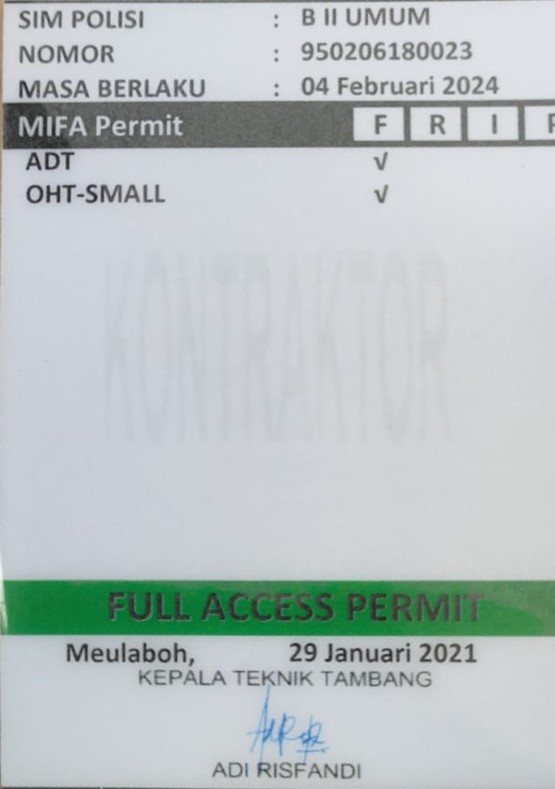 SIM POLISI : B II UMUM
NOMOR : 950206180023
MASA BERLAKU : 04 Februari 2024
MIFA Permit F R I P
ADT √
OHT-SMALL √
KONTRAKTOR
FULL ACCESS PERMIT
Meulaboh, 29 Januari 2021
KEPALA TEKNIK TAMBANG
ADI RISFANDI